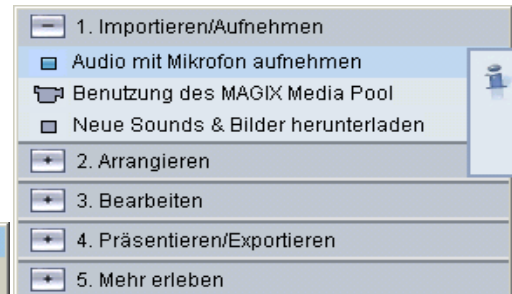 1. Importieren/Aufnehmen
Audio mit Mikrofon aufnehmen
Benutzung des MAGIX Media Pool
Neue Sounds & Bilder herunterladen
2. Arrangieren
3. Bearbeiten
4. Präsentieren/Exportieren
5. Mehr erleben